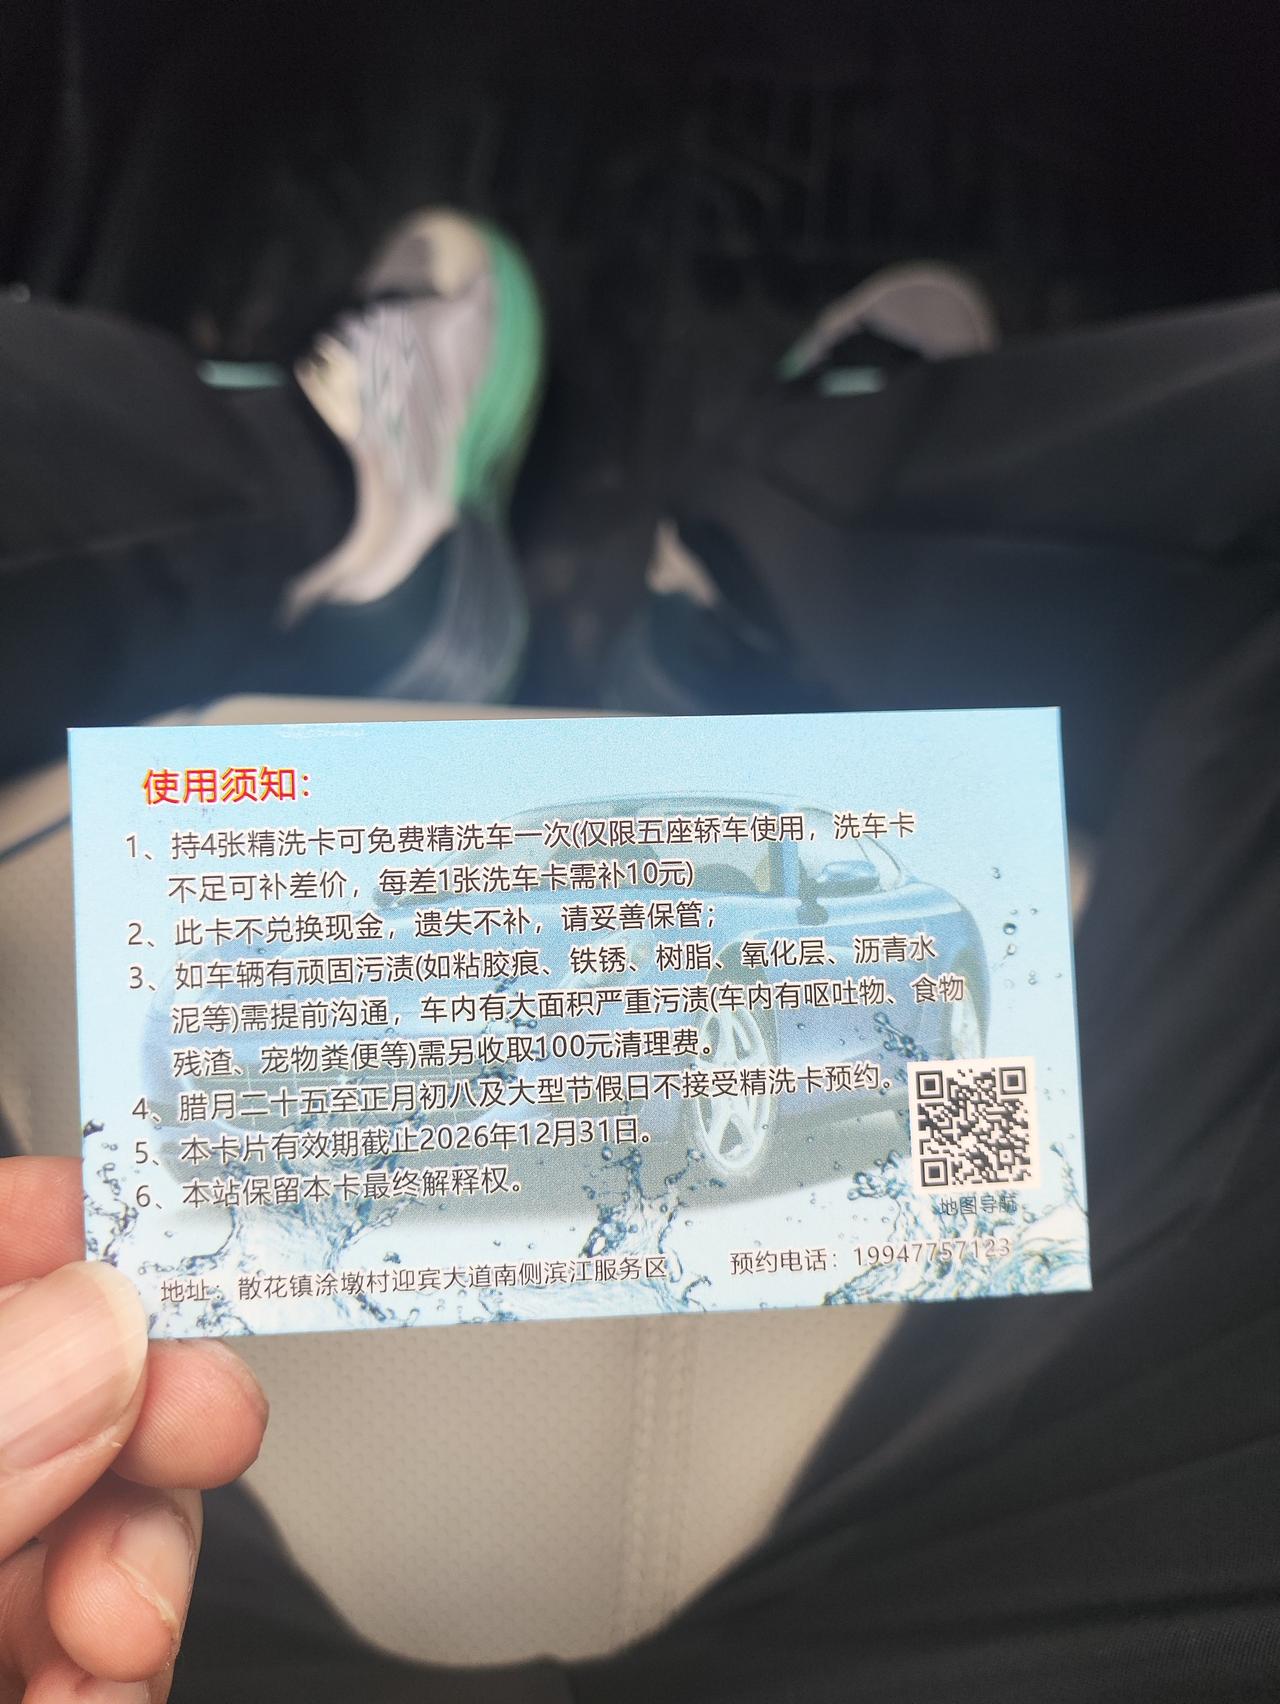 使用须知：
1、持4张精洗卡可免费精洗车一次(仅限五座轿车使用，洗车卡
不足可补差价，每差1张洗车卡需补10元)
2、此卡不兑换现金，遗失不补，请妥善保管；
3、如车辆有顽固污渍(如粘胶痕、铁锈、树脂、氧化层、沥青水
泥等)需提前沟通，车内有大面积严重污渍(车内有呕吐物、食物
残渣、宠物粪便等)需另收取100元清理费。
4、腊月二十五至正月初八及大型节假日不接受精洗卡预约。
5、本卡片有效期截止2026年12月31日。
6、本站保留本卡最终解释权。
地图导航
地址：散花镇涂墩村迎宾大道南侧滨江服务区 预约电话：19947757123